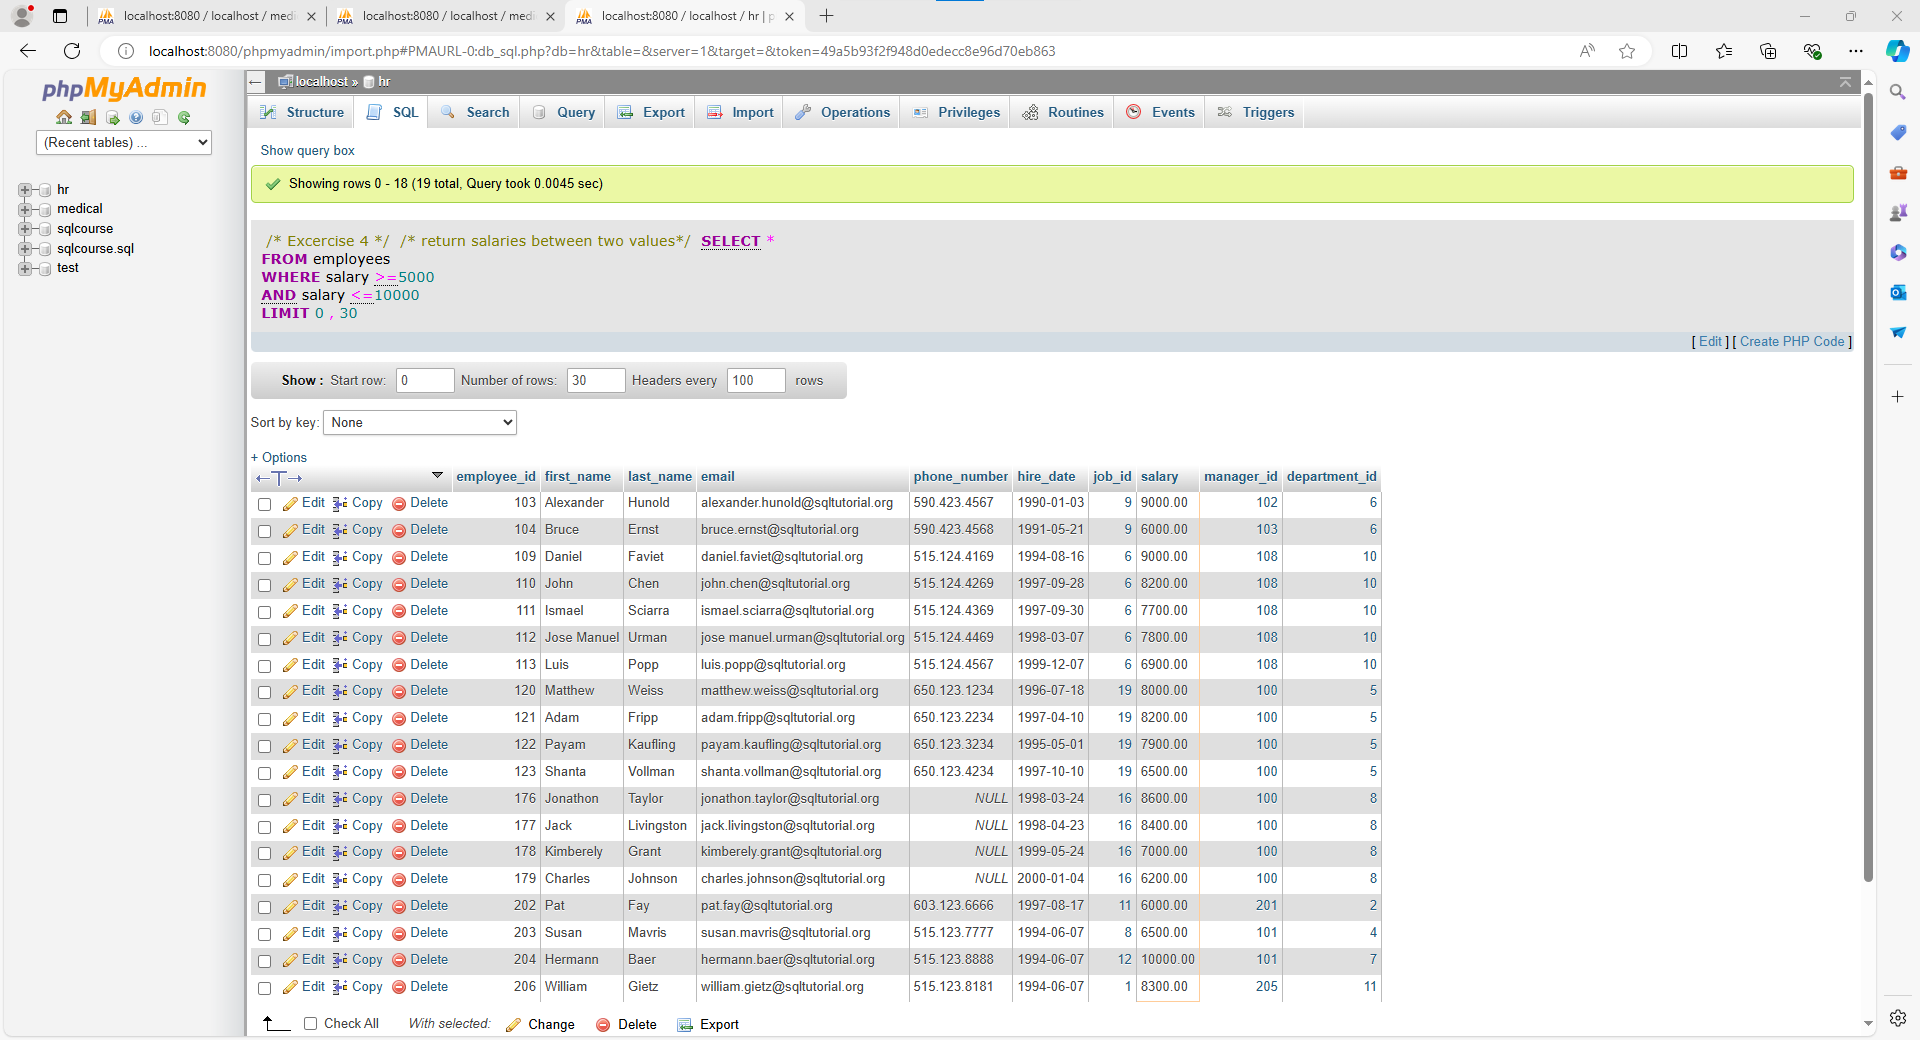 localhost:8080 / localhost / medi
localhost:8080 / localhost / medi
localhost:8080 / localhost / hr | p
localhost:8080/phpmyadmin/import.php#PMAURL-0:db_sql.php?db=hr&table=&server=1&target=&token=49a5b93f2f948d0edecc8e96d70eb863
phpMyAdmin
(Recent tables) ...
hr
medical
sqlcourse
sqlcourse.sql
test
localhost » hr
Structure SQL Search Query Export Import Operations Privileges Routines Events Triggers
Show query box
Showing rows 0 - 18 (19 total, Query took 0.0045 sec)
/* Excercise 4 */ /* return salaries between two values*/ SELECT *
FROM employees
WHERE salary >=5000
AND salary <=10000
LIMIT 0 , 30
[ Edit ] [ Create PHP Code ]
Show : Start row: 0 Number of rows: 30 Headers every 100 rows
Sort by key: None
+ Options
employee_id first_name last_name email phone_number hire_date job_id salary manager_id department_id
Edit Copy Delete 103 Alexander Hunold alexander.hunold@sqltutorial.org 590.423.4567 1990-01-03 9 9000.00 102 6
Edit Copy Delete 104 Bruce Ernst bruce.ernst@sqltutorial.org 590.423.4568 1991-05-21 9 6000.00 103 6
Edit Copy Delete 109 Daniel Faviet daniel.faviet@sqltutorial.org 515.124.4169 1994-08-16 6 9000.00 108 10
Edit Copy Delete 110 John Chen john.chen@sqltutorial.org 515.124.4269 1997-09-28 6 8200.00 108 10
Edit Copy Delete 111 Ismael Sciarra ismael.sciarra@sqltutorial.org 515.124.4369 1997-09-30 6 7700.00 108 10
Edit Copy Delete 112 Jose Manuel Urman jose manuel.urman@sqltutorial.org 515.124.4469 1998-03-07 6 7800.00 108 10
Edit Copy Delete 113 Luis Popp luis.popp@sqltutorial.org 515.124.4567 1999-12-07 6 6900.00 108 10
Edit Copy Delete 120 Matthew Weiss matthew.weiss@sqltutorial.org 650.123.1234 1996-07-18 19 8000.00 100 5
Edit Copy Delete 121 Adam Fripp adam.fripp@sqltutorial.org 650.123.2234 1997-04-10 19 8200.00 100 5
Edit Copy Delete 122 Payam Kaufling payam.kaufling@sqltutorial.org 650.123.3234 1995-05-01 19 7900.00 100 5
Edit Copy Delete 123 Shanta Vollman shanta.vollman@sqltutorial.org 650.123.4234 1997-10-10 19 6500.00 100 5
Edit Copy Delete 176 Jonathon Taylor jonathon.taylor@sqltutorial.org NULL 1998-03-24 16 8600.00 100 8
Edit Copy Delete 177 Jack Livingston jack.livingston@sqltutorial.org NULL 1998-04-23 16 8400.00 100 8
Edit Copy Delete 178 Kimberely Grant kimberely.grant@sqltutorial.org NULL 1999-05-24 16 7000.00 100 8
Edit Copy Delete 179 Charles Johnson charles.johnson@sqltutorial.org NULL 2000-01-04 16 6200.00 100 8
Edit Copy Delete 202 Pat Fay pat.fay@sqltutorial.org 603.123.6666 1997-08-17 11 6000.00 201 2
Edit Copy Delete 203 Susan Mavris susan.mavris@sqltutorial.org 515.123.7777 1994-06-07 8 6500.00 101 4
Edit Copy Delete 204 Hermann Baer hermann.baer@sqltutorial.org 515.123.8888 1994-06-07 12 10000.00 101 7
Edit Copy Delete 206 William Gietz william.gietz@sqltutorial.org 515.123.8181 1994-06-07 1 8300.00 205 11
Check All With selected: Change Delete Export